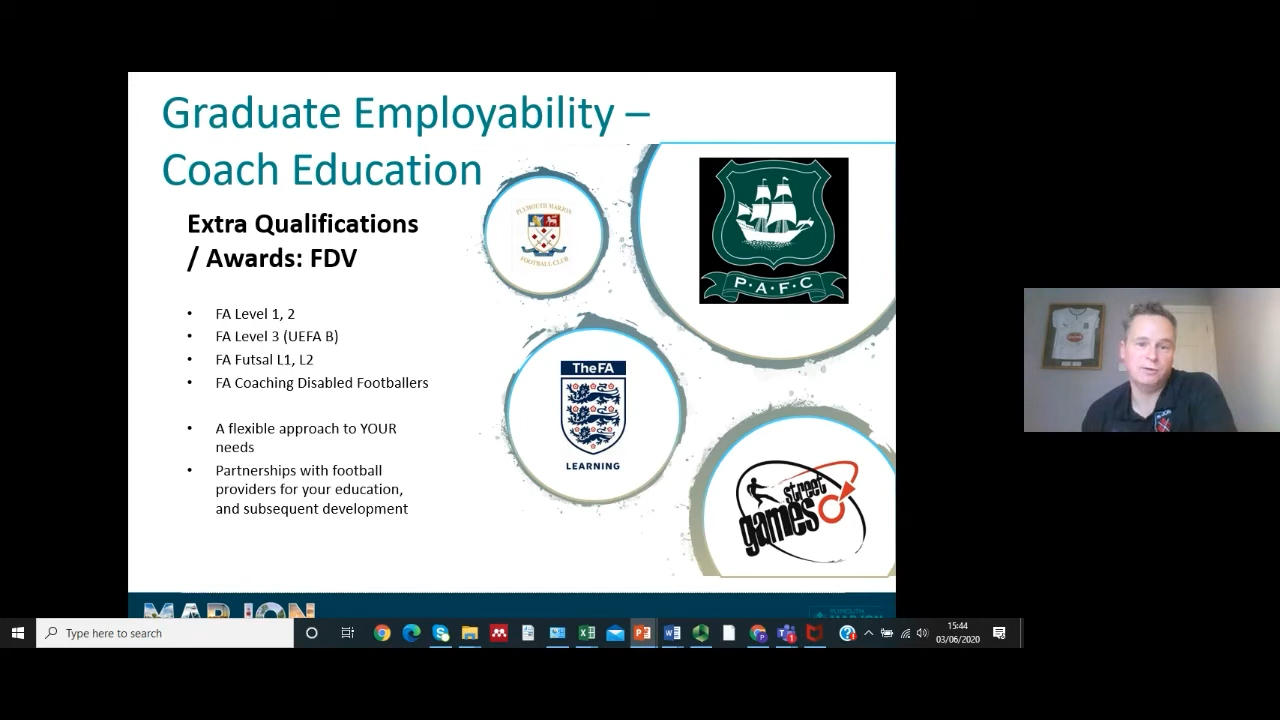 Graduate Employability –
Coach Education
Extra Qualifications
/ Awards: FDV
• FA Level 1, 2
• FA Level 3 (UEFA B)
• FA Futsal L1, L2
• FA Coaching Disabled Footballers
• A flexible approach to YOUR
needs
• Partnerships with football
providers for your education,
and subsequent development
PLYMOUTH MARJON
FOOTBALL CLUB
P·A·F·C
The FA
LEARNING
street
games
MARJON
PLYMOUTH
MARJON
Type here to search
15:44
03/06/2020